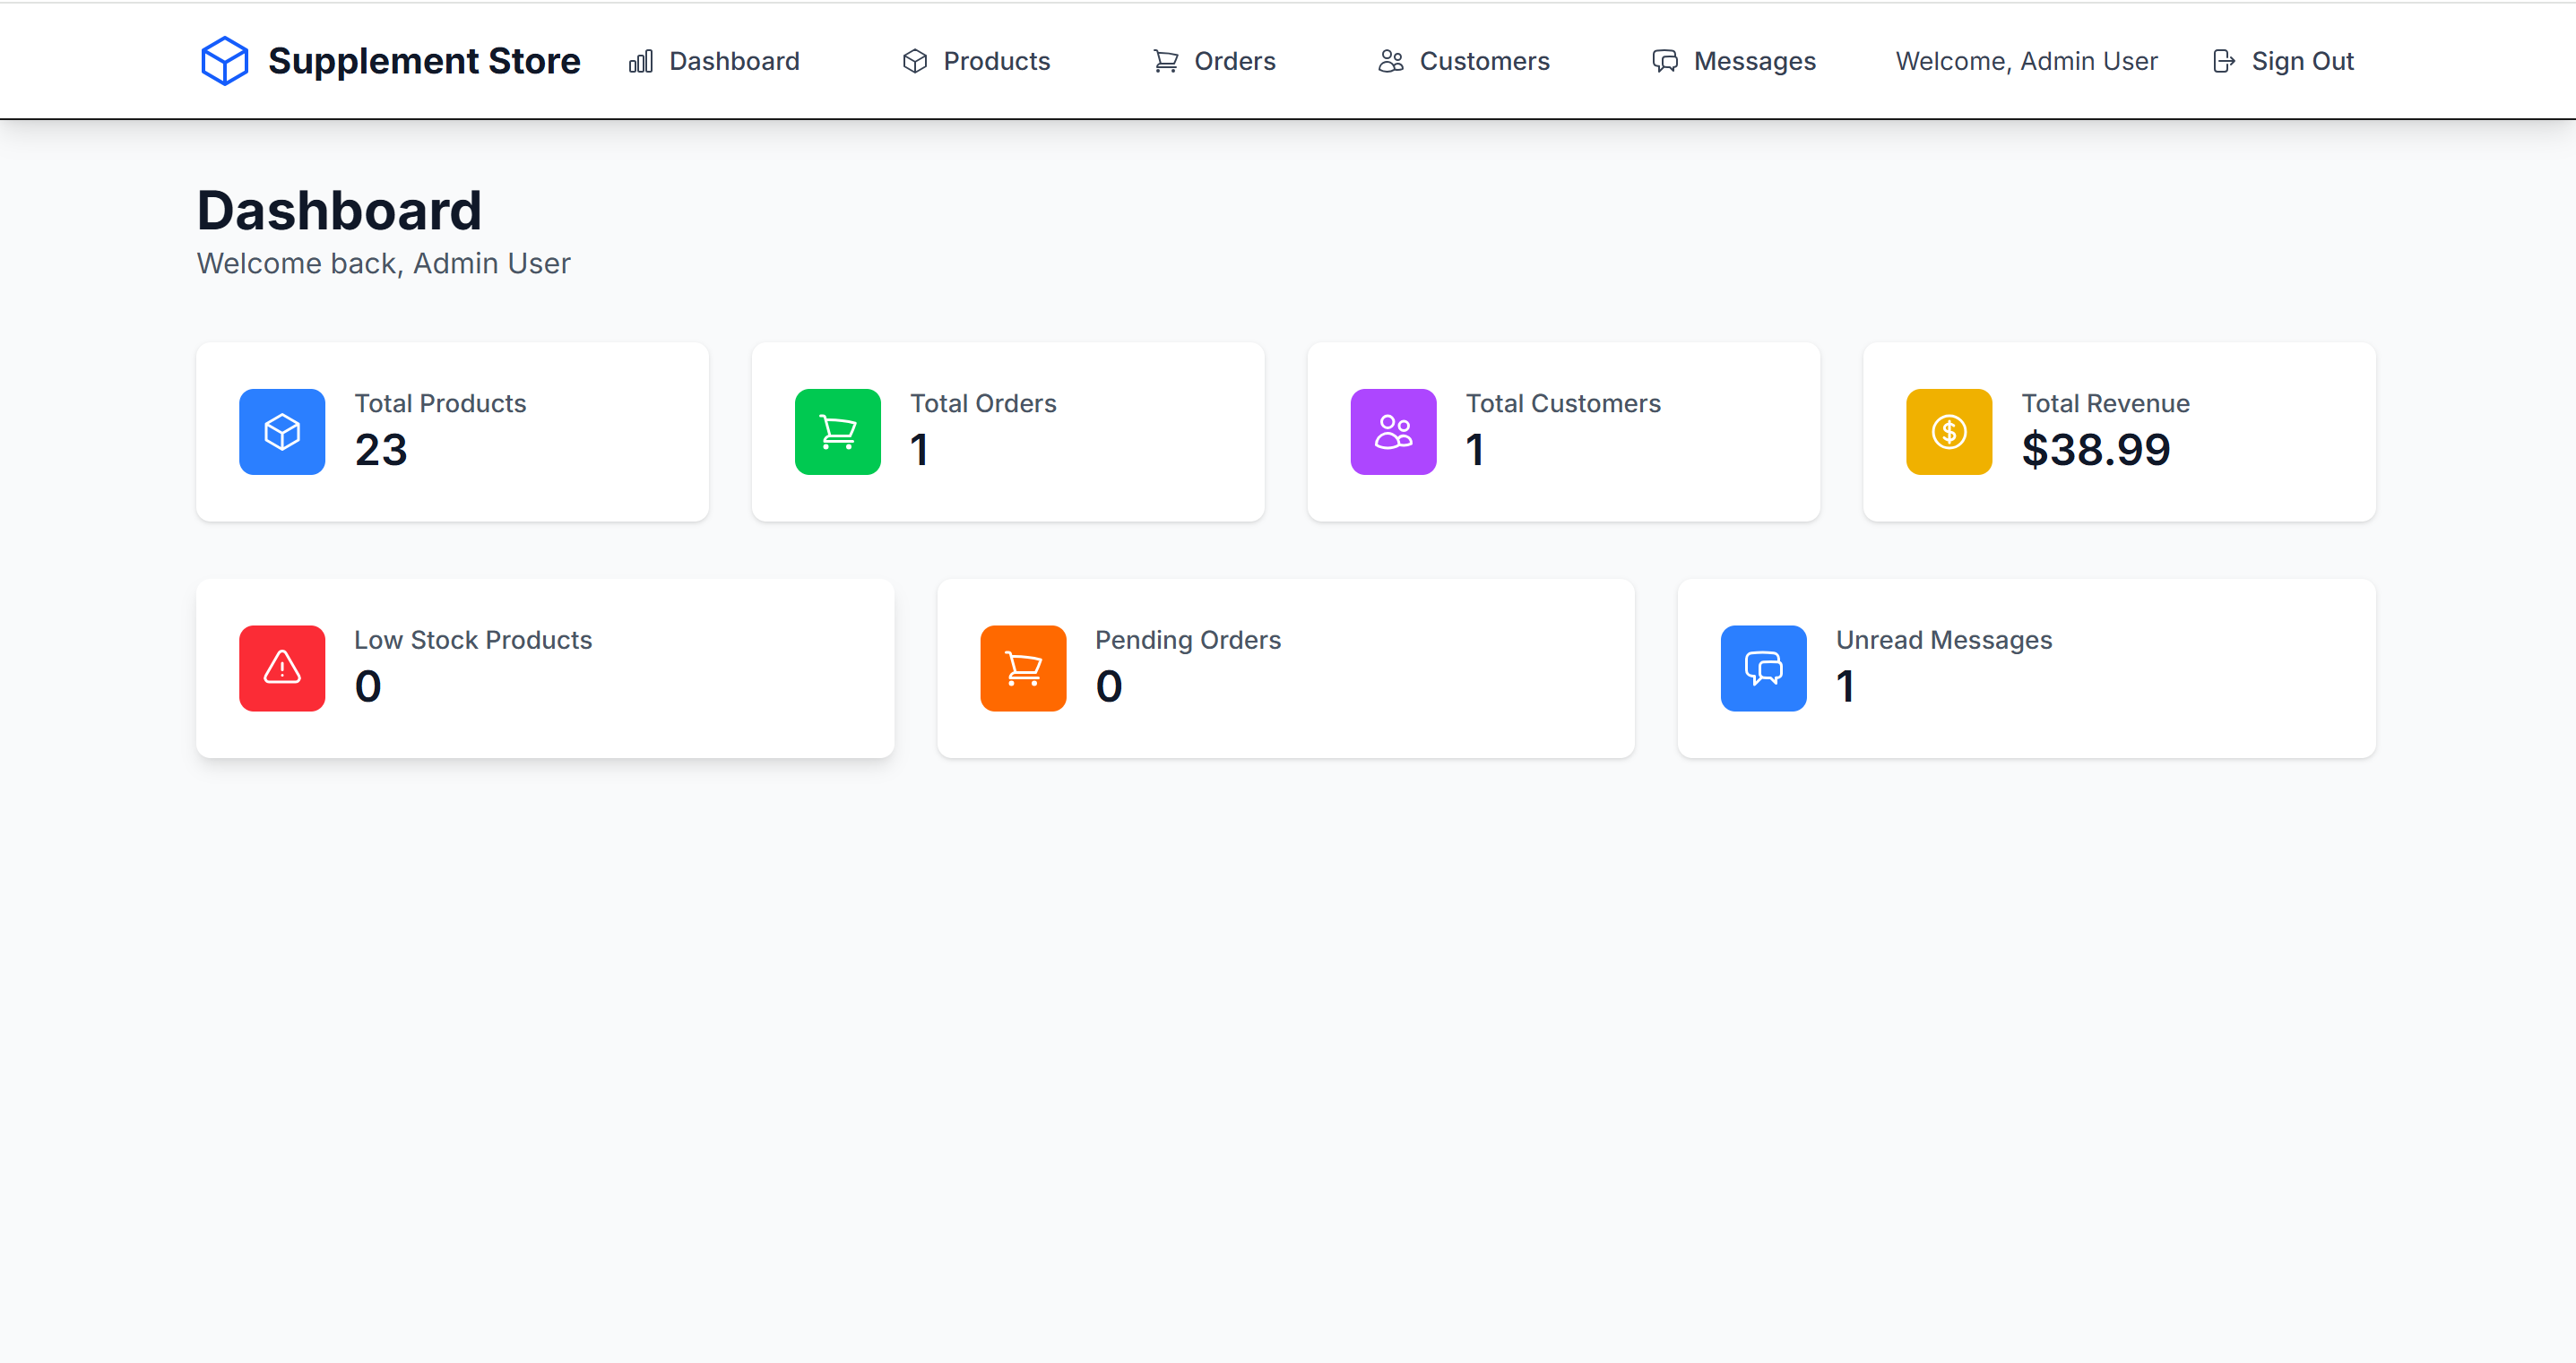 Supplement Store Dashboard Products Orders Customers Messages Welcome, Admin User Sign Out
Dashboard
Welcome back, Admin User
Total Products
23
Total Orders
1
Total Customers
1
Total Revenue
$38.99
Low Stock Products
0
Pending Orders
0
Unread Messages
1